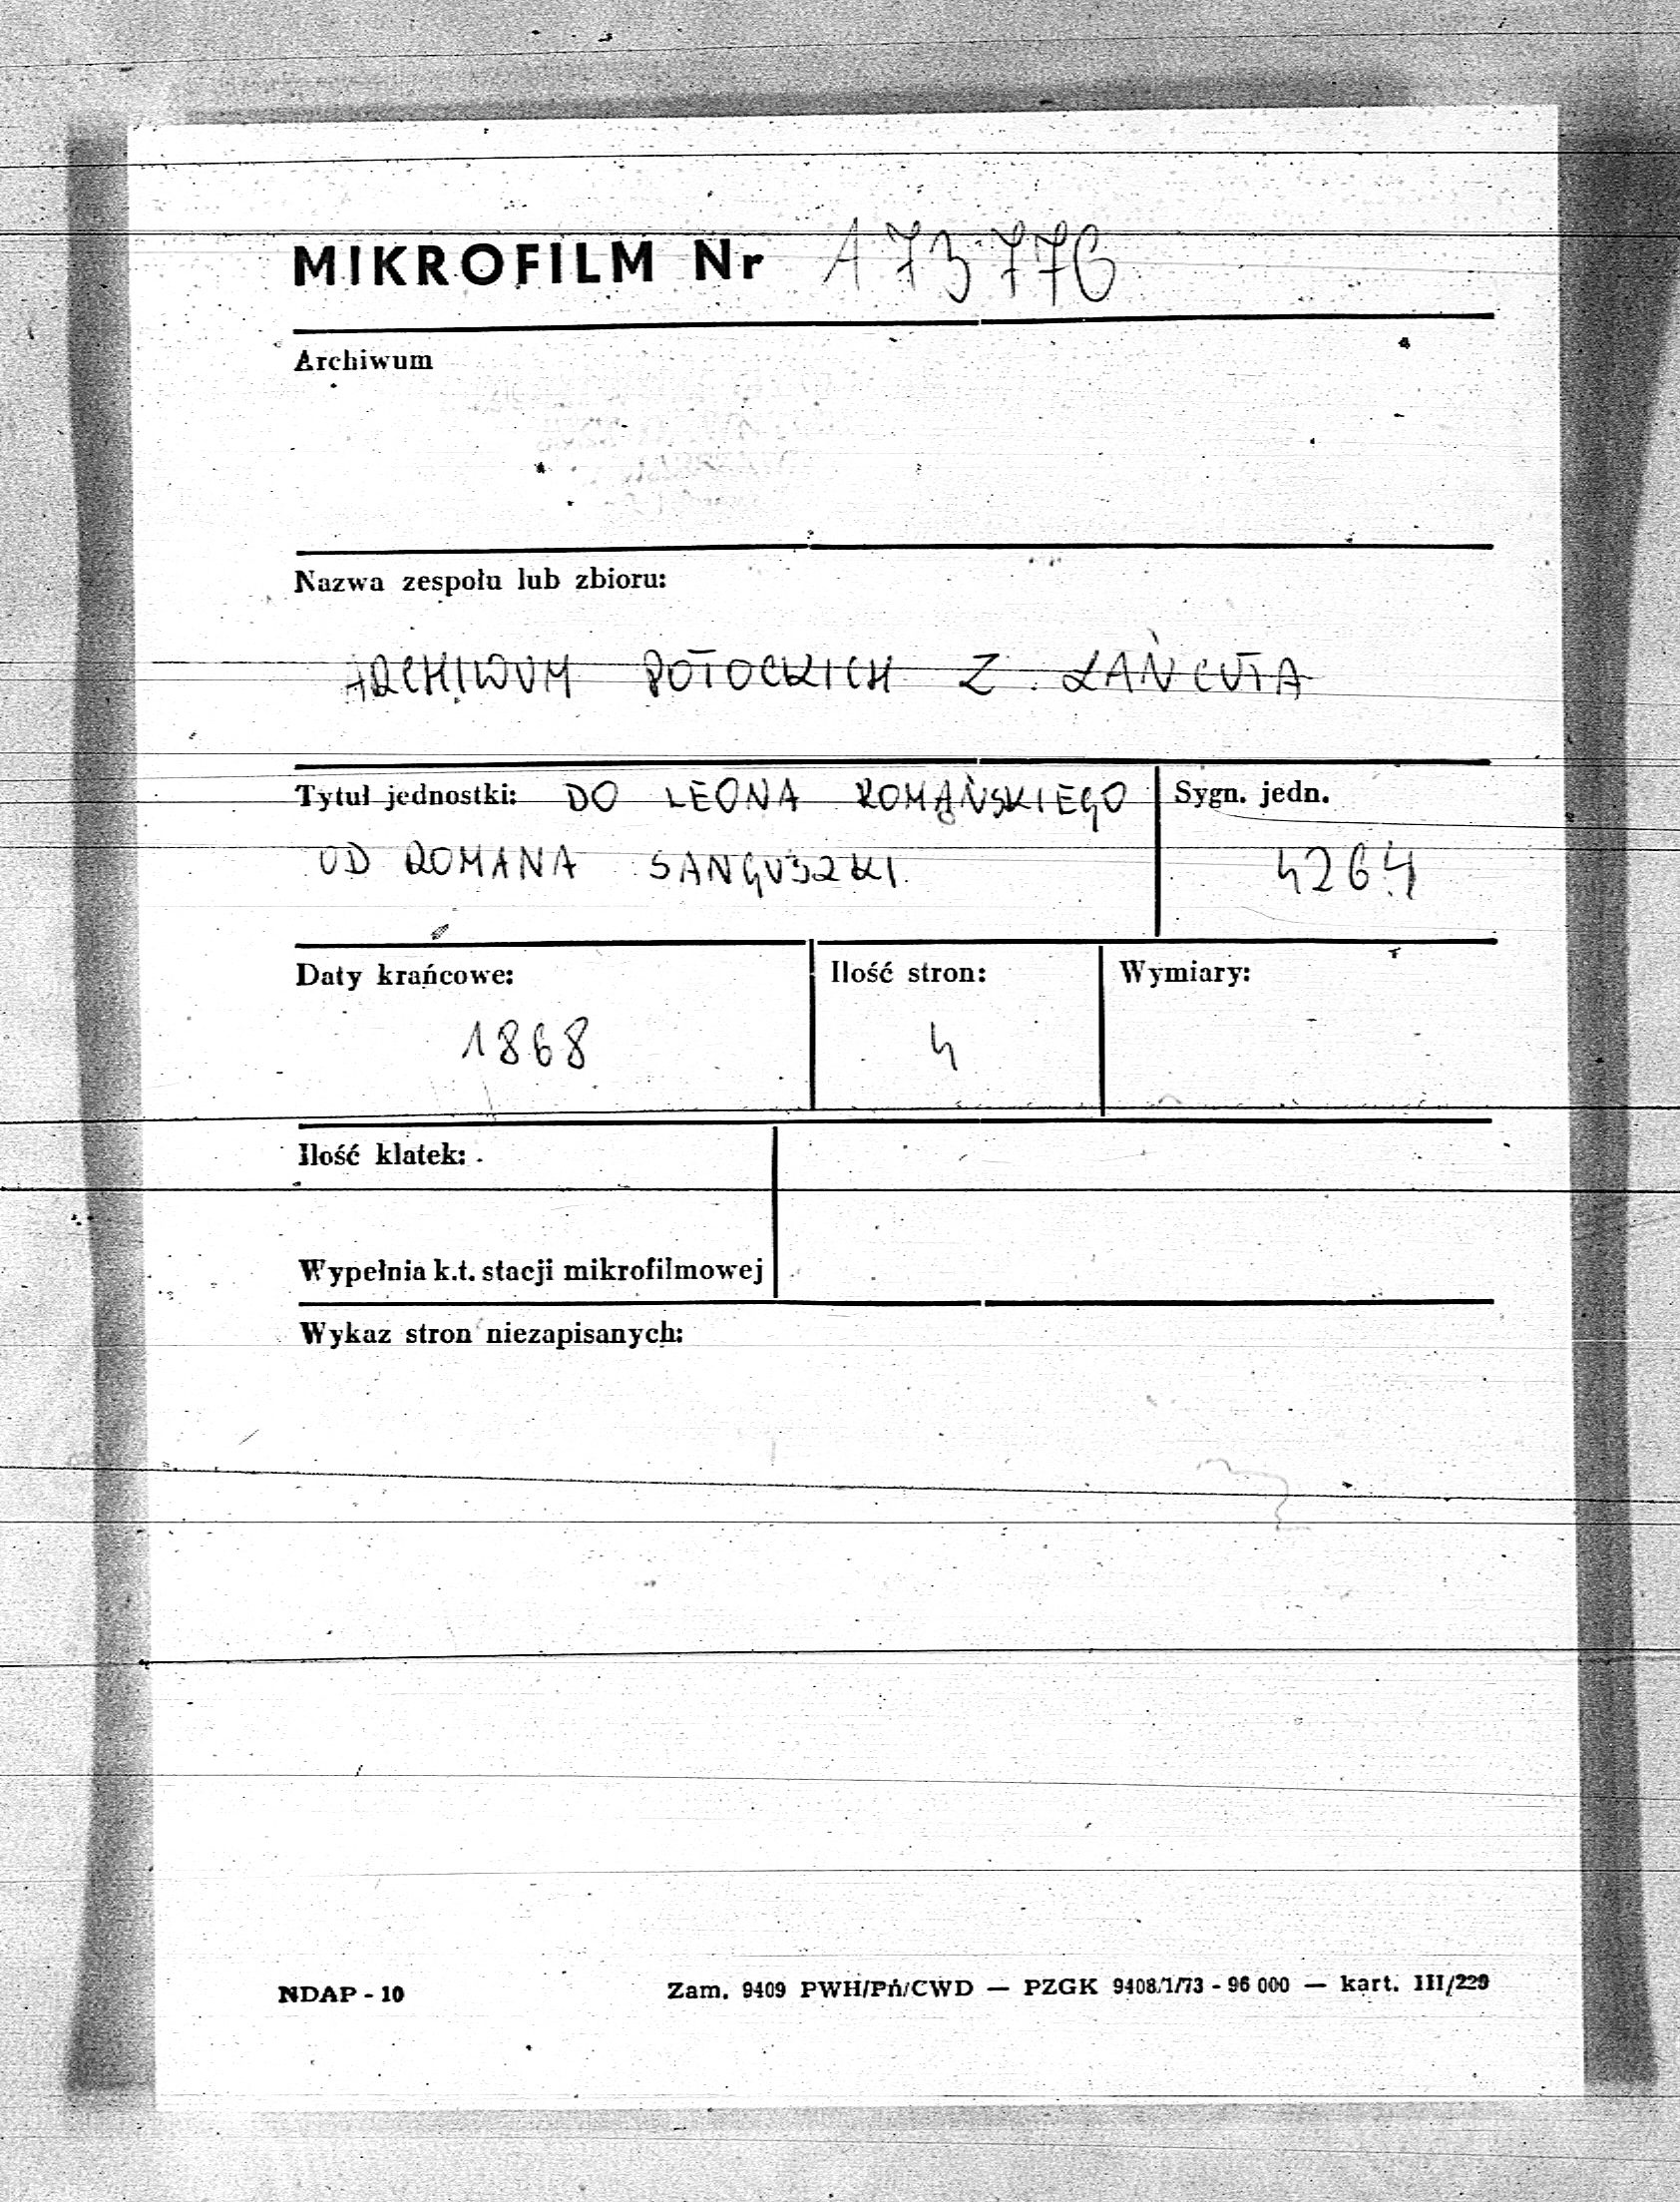 MIKROFILM Nr A 73776
Archiwum
Nazwa zespołu lub zbioru:
ARCHIWUM POTOCKICH Z ŁAŃCUTA
Tytuł jednostki: DO LEONA ROMAŃSKIEGO
OD ROMANA SANGUSZKI.
Sygn. jedn.
4264
Daty krańcowe:
1868
Ilość stron:
4
Wymiary:
Ilość klatek:
Wypełnia k.t. stacji mikrofilmowej
Wykaz stron niezapisanych:
NDAP - 10
Zam. 9409 PWH/Pń/CWD — PZGK 9408/1/73 - 96 000 — kart. III/229